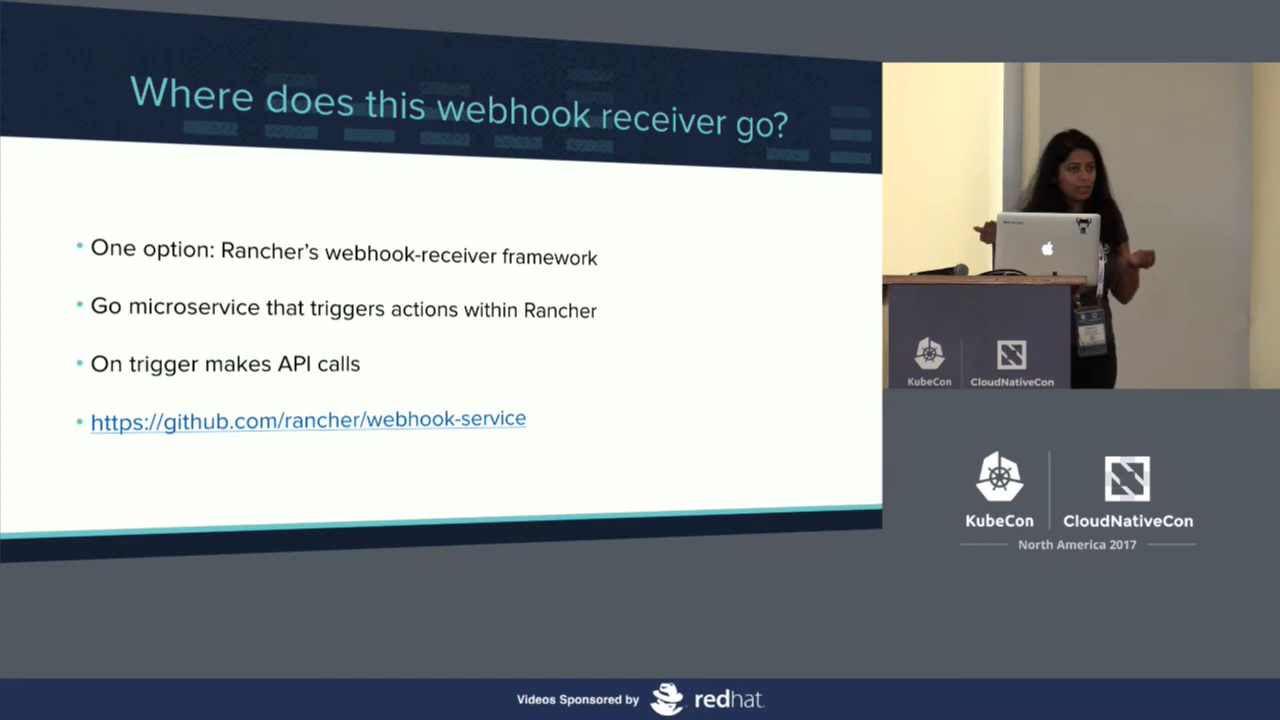 Where does this webhook receiver go?
• One option: Rancher's webhook-receiver framework
• Go microservice that triggers actions within Rancher
• On trigger makes API calls
• https://github.com/rancher/webhook-service
KubeCon
CloudNativeCon
KubeCon
CloudNativeCon
North America 2017
Videos Sponsored by
redhat